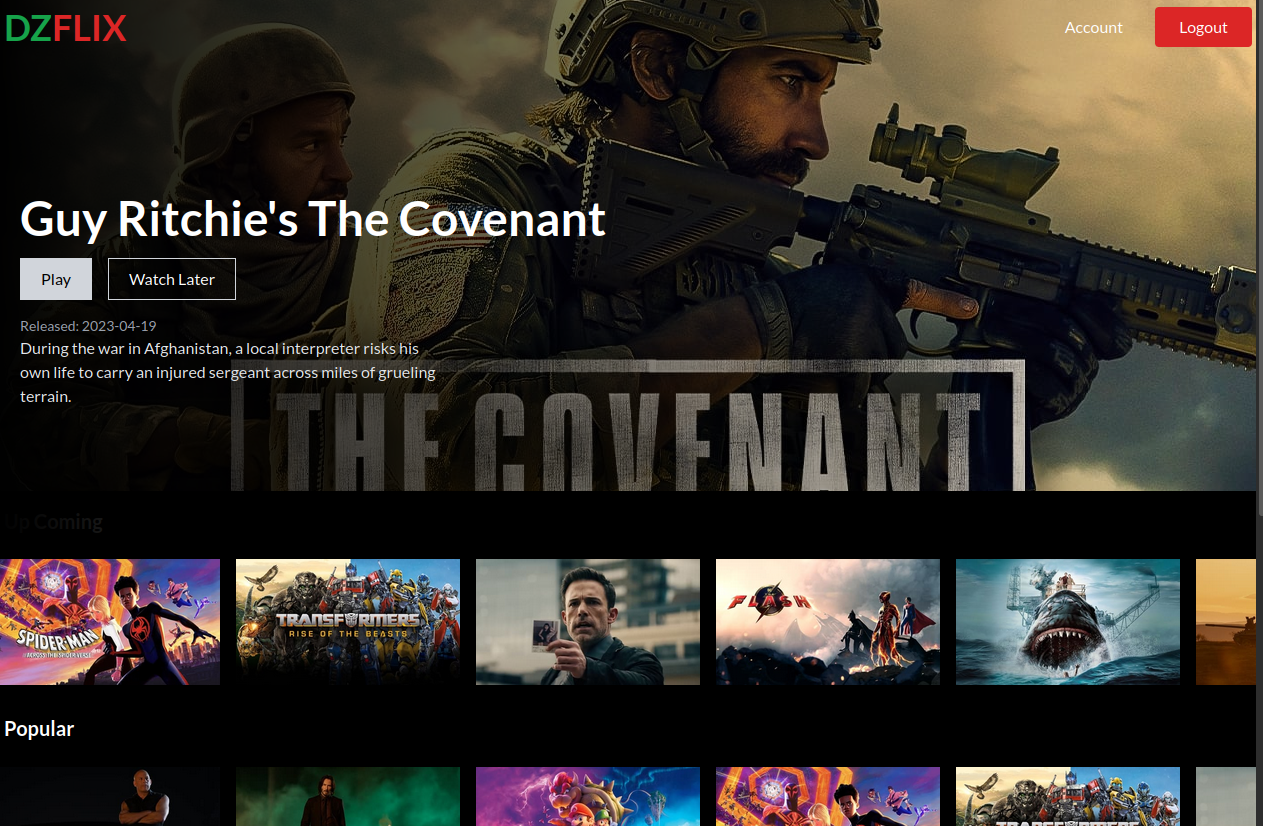 DZFLIX
Account
Logout
Guy Ritchie's The Covenant
Play
Watch Later
Released: 2023-04-19
During the war in Afghanistan, a local interpreter risks his
own life to carry an injured sergeant across miles of grueling
terrain.
THE COVENANT
Up Coming
SPIDER-MAN
ACROSS THE SPIDER-VERSE
TRANSFORMERS
RISE OF THE BEASTS
FLASH
Popular
TRANSFORMERS